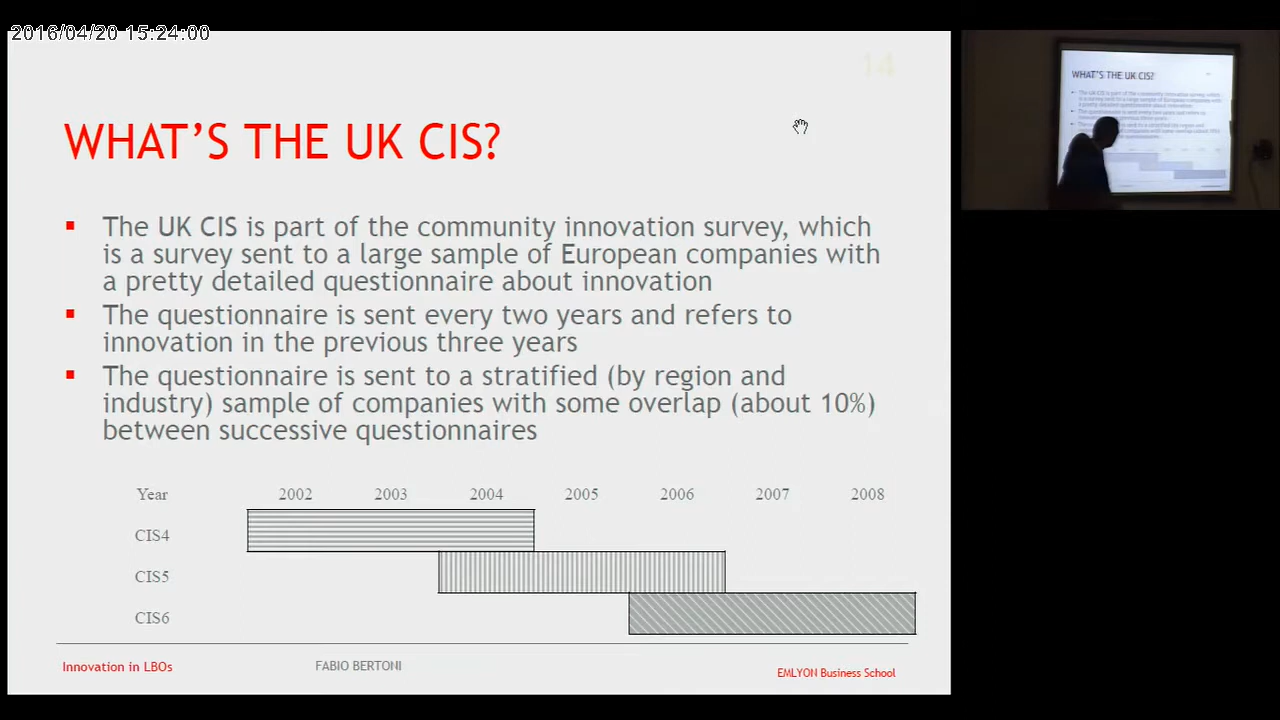 2016/04/20 15:24:00
14
WHAT'S THE UK CIS?
The UK CIS is part of the community innovation survey, which
is a survey sent to a large sample of European companies with
a pretty detailed questionnaire about innovation
The questionnaire is sent every two years and refers to
innovation in the previous three years
The questionnaire is sent to a stratified (by region and
industry) sample of companies with some overlap (about 10%)
between successive questionnaires
Year 2002 2003 2004 2005 2006 2007 2008
CIS4
CIS5
CIS6
Innovation in LBOs FABIO BERTONI EMLYON Business School
WHAT'S THE UK CIS?